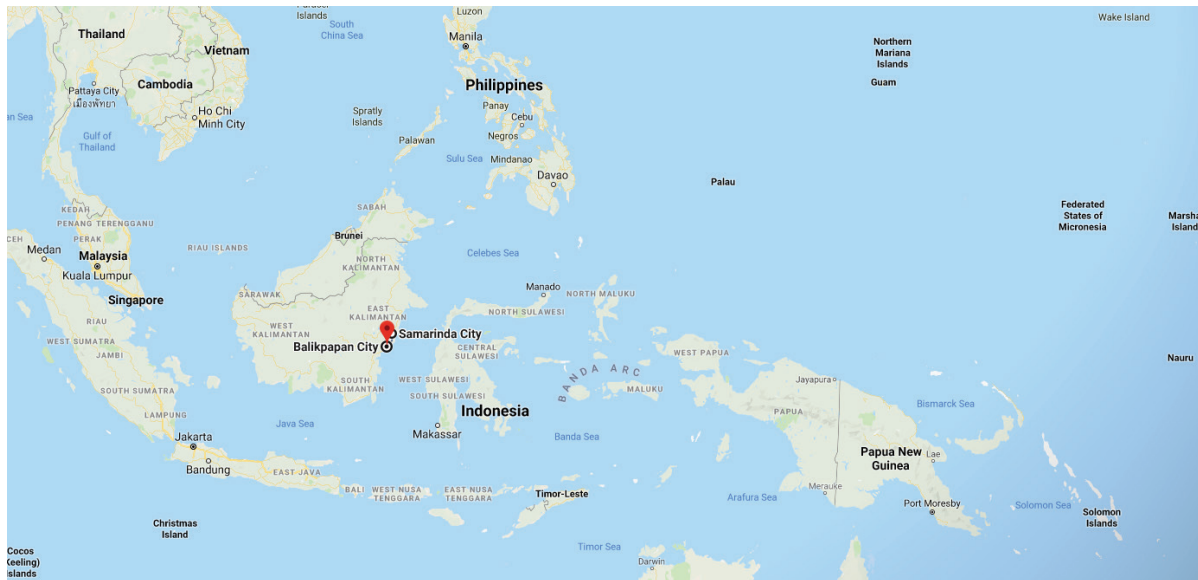 Luzon
Islands
South
China Sea
Wake Island
Thailand
Manila
Northern
Mariana
Islands
Vietnam
Guam
Philippines
Cambodia
Pattaya City
เมืองพัทยา
Panay
Cebu
Ho Chi
Minh City
Spratly
Islands
an Sea
Gulf of
Thailand
Negros
Palawan
Sulu Sea
Mindanao
Davao
Palau
KEDAH
SABAH
Federated
States of
Micronesia
Marsha
Island
PENANG
TERENGGANU
Brunei
PERAK
ACEH
Medan
RIAU ISLANDS
Celebes Sea
Malaysia
NORTH
KALIMANTAN
Kuala Lumpur
Manado
NORTH MALUKU
SARAWAK
Singapore
EAST
KALIMANTAN
NORTH SULAWESI
RIAU
WEST
KALIMANTAN
Samarinda City
WEST SUMATRA
Balikpapan City
CENTRAL
SULAWESI
WEST PAPUA
JAMBI
Nauru
BANDA ARC
SOUTH
KALIMANTAN
WEST SULAWESI
Jayapura
SOUTH SUMATRA
MALUKU
SOUTH SULAWESI
Bismarck Sea
LAMPUNG
Indonesia
PAPUA
Java Sea
Makassar
Banda Sea
Jakarta
Papua New
Guinea
Lae
Bandung
EAST JAVA
BALI
WEST NUSA
TENGGARA
EAST NUSA
TENGGARA
Timor-Leste
Merauke
Arafura Sea
Port Moresby
Solomon Sea
Solomon
Islands
Christmas
Island
Timor Sea
Cocos
(Keeling)
Islands
Darwin